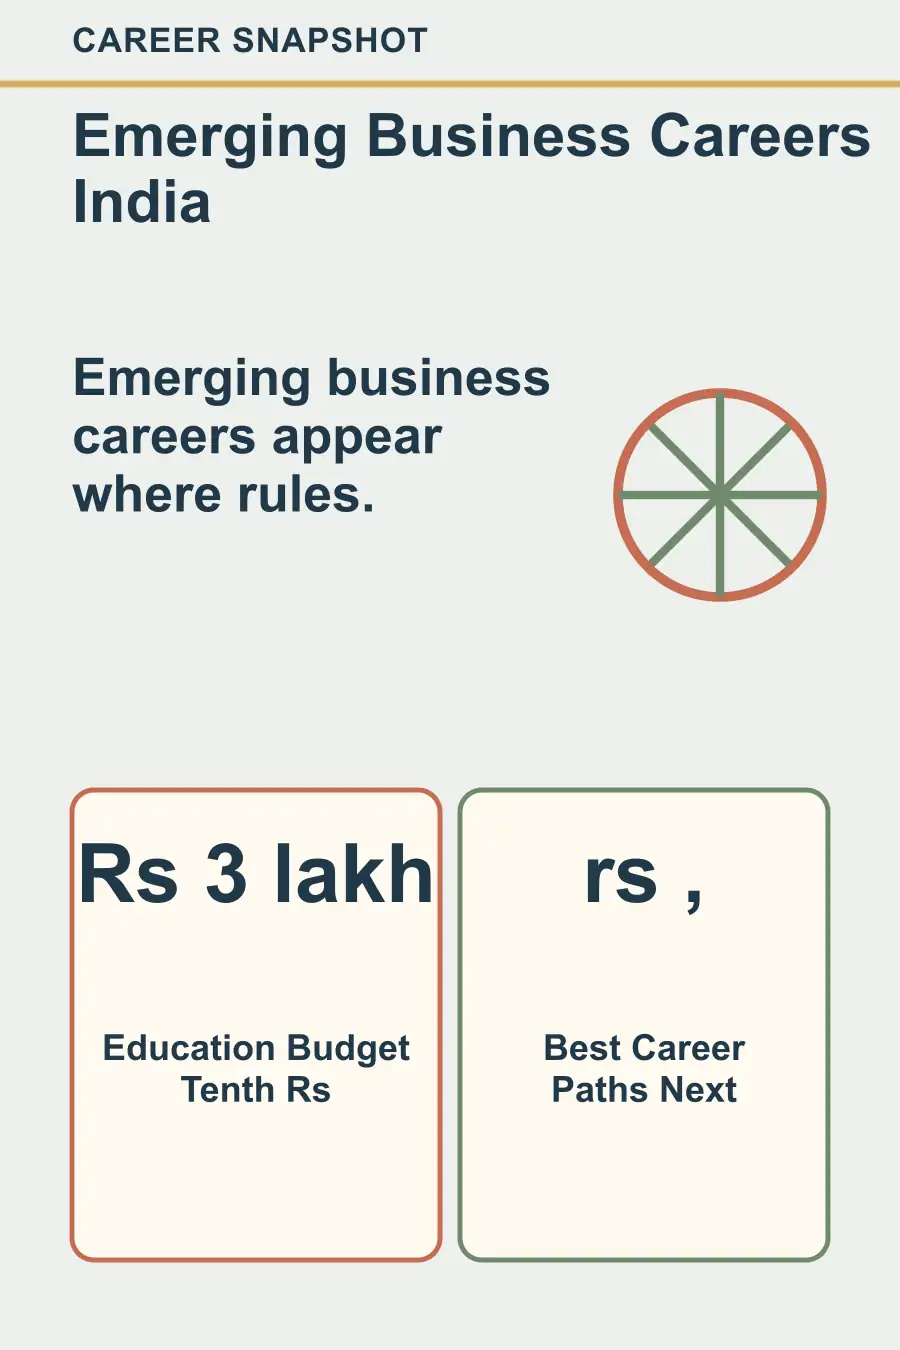 CAREER SNAPSHOT
Emerging Business Careers
India
Emerging business
careers appear
where rules.
Rs 3 lakh
Education Budget
Tenth Rs
rs ,
Best Career
Paths Next